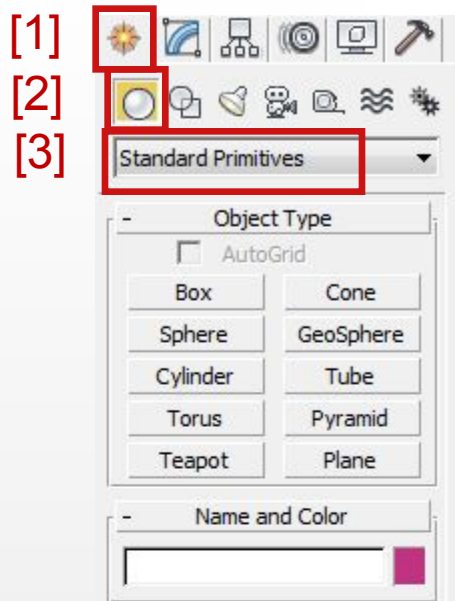 [1]
[2]
[3]
Standard Primitives
- Object Type
AutoGrid
Box Cone
Sphere GeoSphere
Cylinder Tube
Torus Pyramid
Teapot Plane
- Name and Color